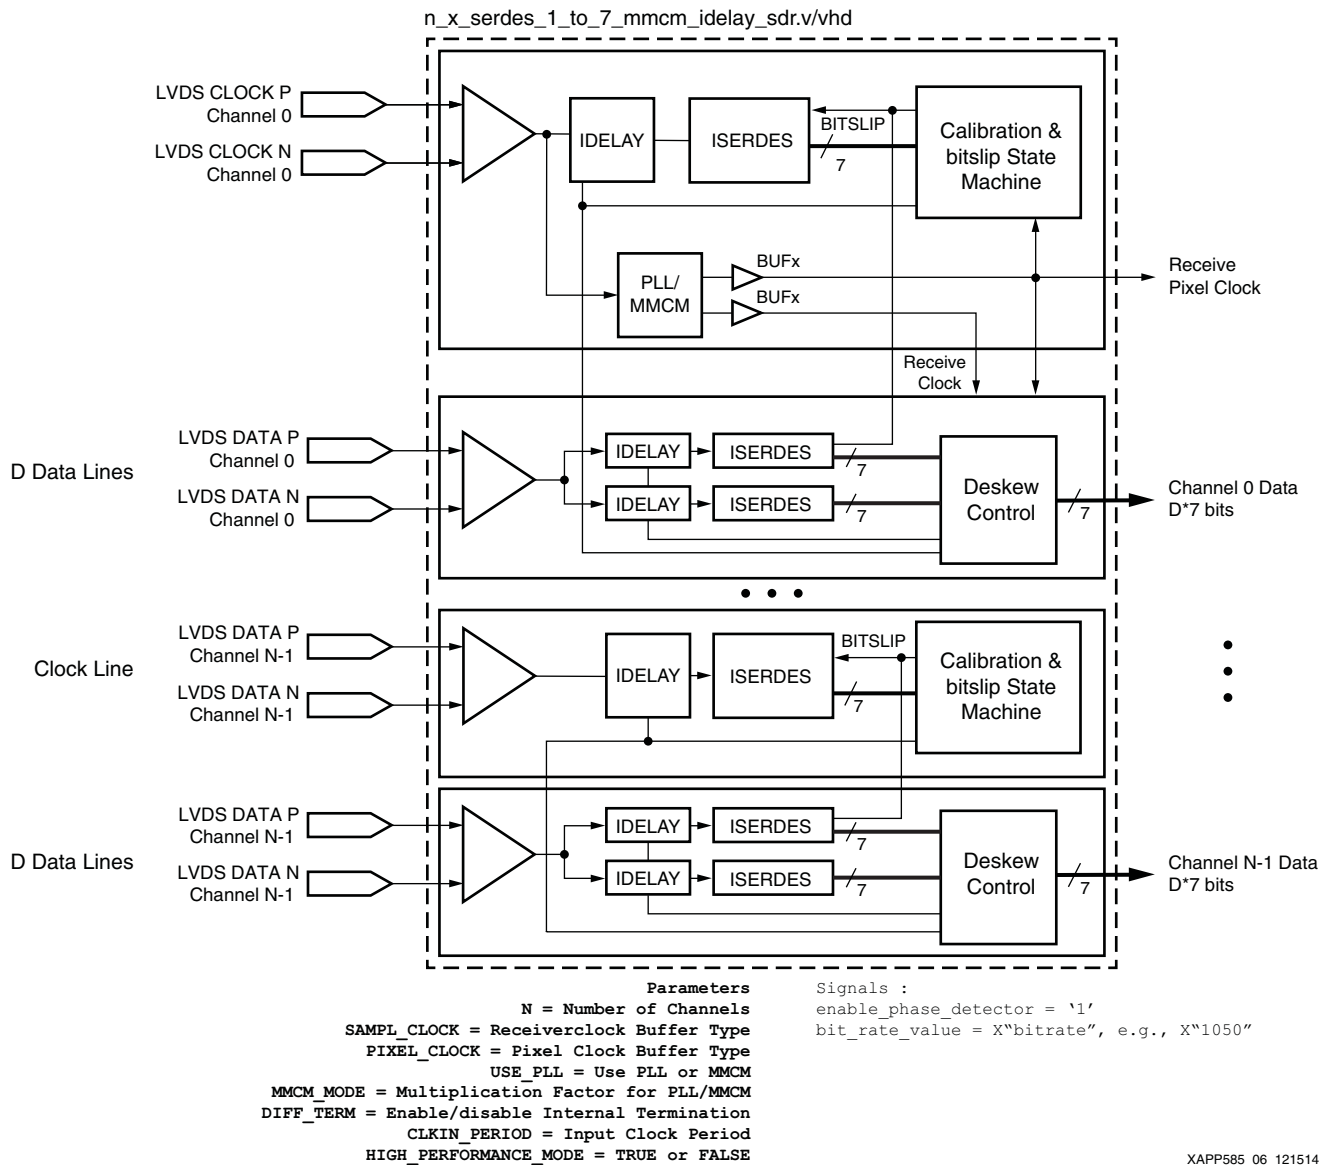 n_x_serdes_1_to_7_mmcm_idelay_sdr.v/vhd
LVDS CLOCK P
Channel 0
LVDS CLOCK N
Channel 0
IDELAY
ISERDES
BITSLIP
7
Calibration &
bitslip State
Machine
PLL/
MMCM
BUFx
BUFx
Receive
Pixel Clock
Receive
Clock
D Data Lines
LVDS DATA P
Channel 0
LVDS DATA N
Channel 0
IDELAY
ISERDES
7
IDELAY
ISERDES
7
Deskew
Control
7
Channel 0 Data
D*7 bits
Clock Line
LVDS DATA P
Channel N-1
LVDS DATA N
Channel N-1
IDELAY
ISERDES
BITSLIP
7
Calibration &
bitslip State
Machine
D Data Lines
LVDS DATA P
Channel N-1
LVDS DATA N
Channel N-1
IDELAY
ISERDES
7
IDELAY
ISERDES
7
Deskew
Control
7
Channel N-1 Data
D*7 bits
Parameters
N = Number of Channels
SAMPL_CLOCK = Receiverclock Buffer Type
PIXEL_CLOCK = Pixel Clock Buffer Type
USE_PLL = Use PLL or MMCM
MMCM_MODE = Multiplication Factor for PLL/MMCM
DIFF_TERM = Enable/disable Internal Termination
CLKIN_PERIOD = Input Clock Period
HIGH_PERFORMANCE_MODE = TRUE or FALSE
Signals :
enable_phase_detector = ‘1’
bit_rate_value = X“bitrate”, e.g., X“1050”
XAPP585_06_121514